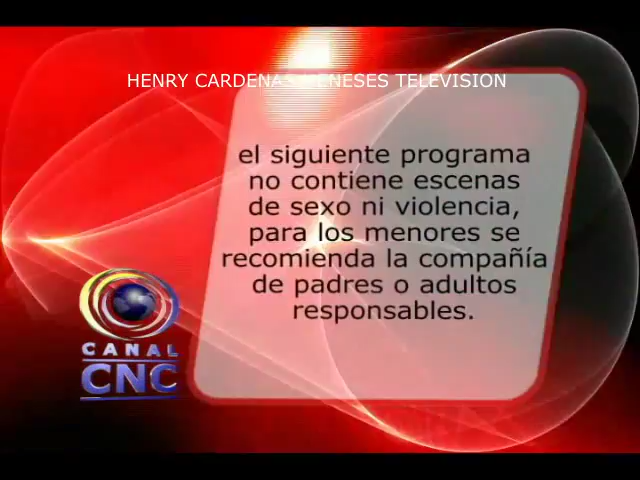 HENRY CARDENAS MENESES TELEVISION
el siguiente programa
no contiene escenas
de sexo ni violencia,
para los menores se
recomienda la compañía
de padres o adultos
responsables.
CANAL
CNC